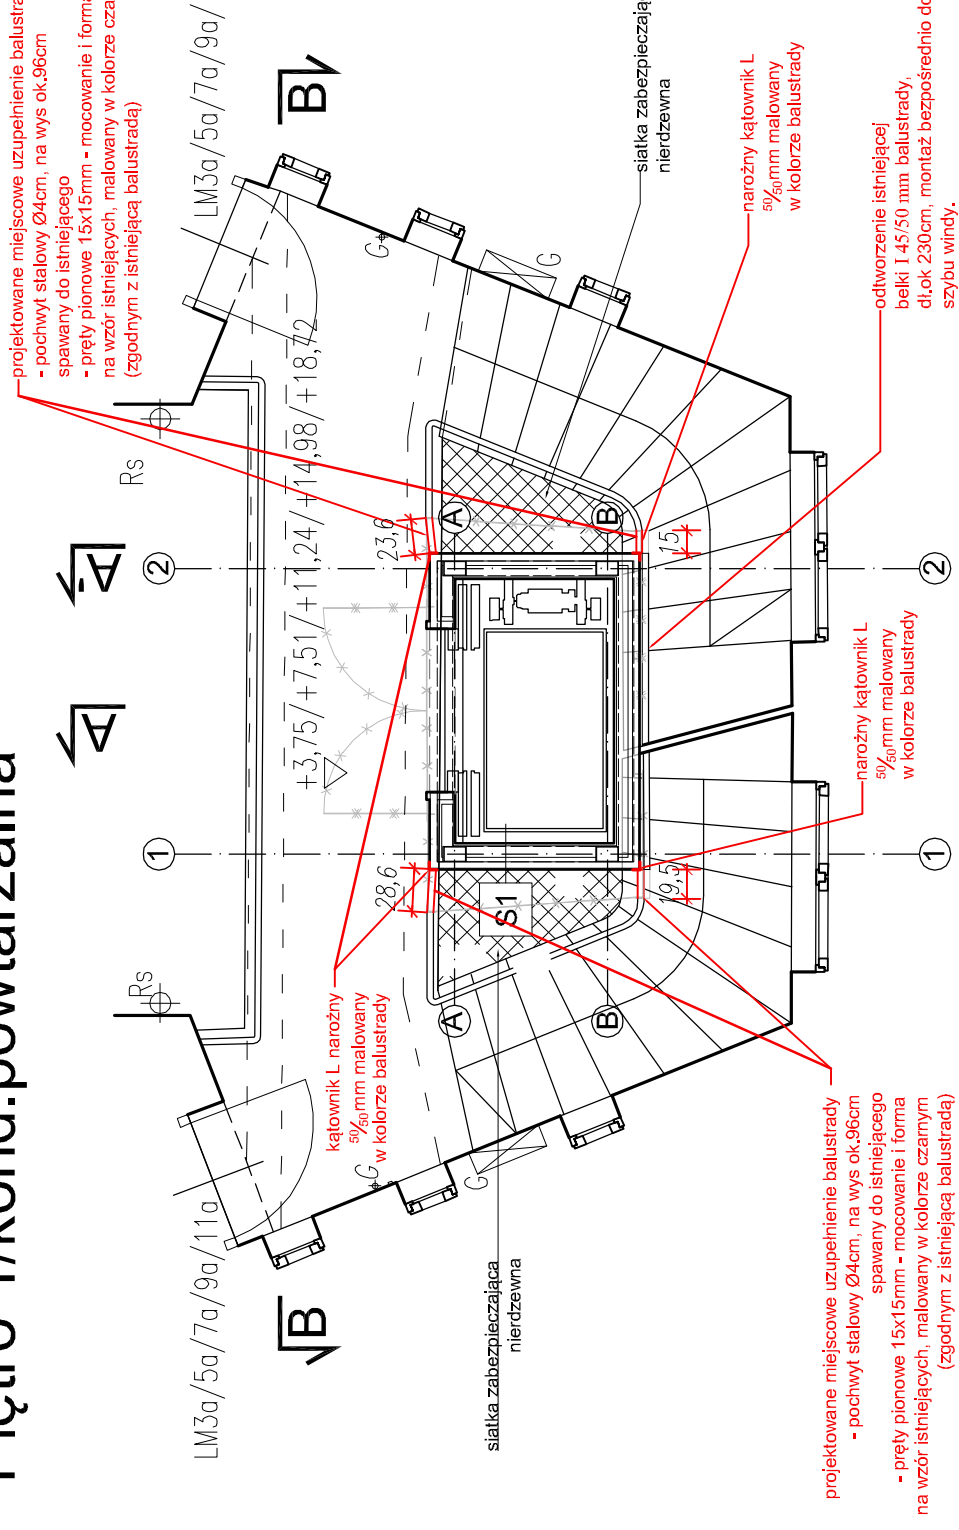 Piętro 1/kond.powtarzalna
projektowane miejscowe uzupełnienie
- pochwyt stalowy Ø4cm, na wys ok.96cm
spawany do istniejącego
- pręty pionowe 15x15mm - mocowanie i forma
na wzór istniejących, malowany w kolorze
(zgodnym z istniejącą balustradą)
LM3a/5a/7a/9a/11a
LM3a/5a/7a/9a/
B
B
A
A
Rs
Rs
1
2
1
2
+3,75/+7,51/+11,24/+14,98/+18,72
G
G
G
G
28,6
23,6
19,5
15
A
A
B
B
S1
siatka zabezpieczająca
nierdzewna
siatka zabezpieczając
nierdzewna
kątownik L narożny
50/50mm malowany
w kolorze balustrady
narożny kątownik L
50/50mm malowany
w kolorze balustrady
narożny kątownik L
50/50mm malowany
w kolorze balustrady
odtworzenie istniejącej
belki I 45/50 mm balustrady,
dł.ok 230cm, montaż bezpośrednio do
szybu windy.
projektowane miejscowe uzupełnienie balustrady
- pochwyt stalowy Ø4cm, na wys ok.96cm
spawany do istniejącego
- pręty pionowe 15x15mm - mocowanie i forma
na wzór istniejących, malowany w kolorze czarnym
(zgodnym z istniejącą balustradą)